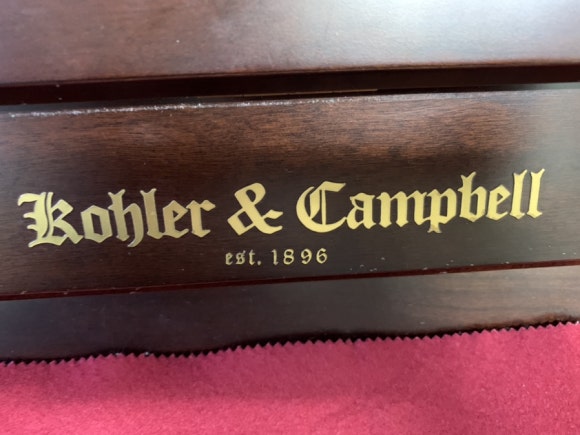 Kohler & Campbell
est. 1896